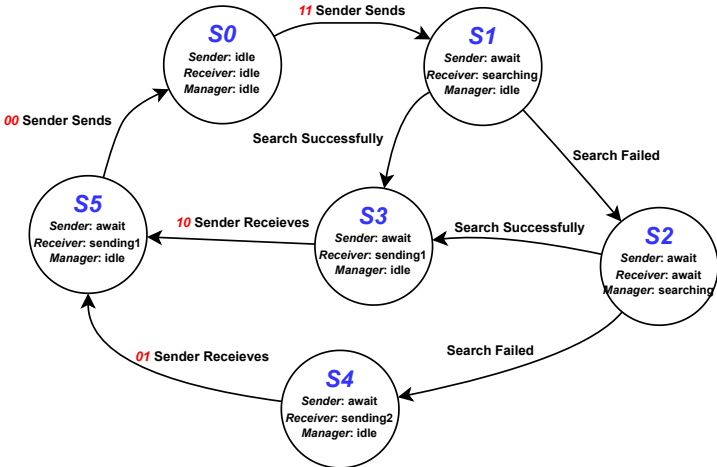 11 Sender Sends
S0
Sender: idle
Receiver: idle
Manager: idle
S1
Sender: await
Receiver: searching
Manager: idle
00 Sender Sends
Search Successfully
Search Failed
S5
Sender: await
Receiver: sending1
Manager: idle
10 Sender Receieves
S3
Sender: await
Receiver: sending1
Manager: idle
Search Successfully
S2
Sender: await
Receiver: await
Manager: searching
01 Sender Receieves
Search Failed
S4
Sender: await
Receiver: sending2
Manager: idle